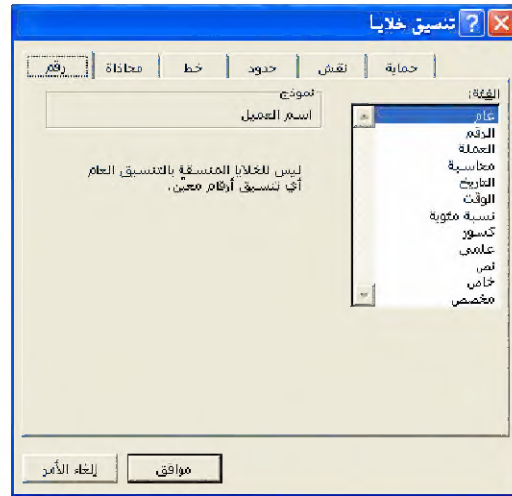 تنسيق خلايا
رقم محاذاة خط حدود نقش حماية
الفئة:
عام
الرقم
العملة
محاسبة
التاريخ
الوقت
نسبة مئوية
كسور
علمي
نص
خاص
مخصص
نموذج
اسم العميل
ليس للخلايا المنسقة بالتنسيق العام
أي تنسيق أرقام معين.
موافق إلغاء الأمر